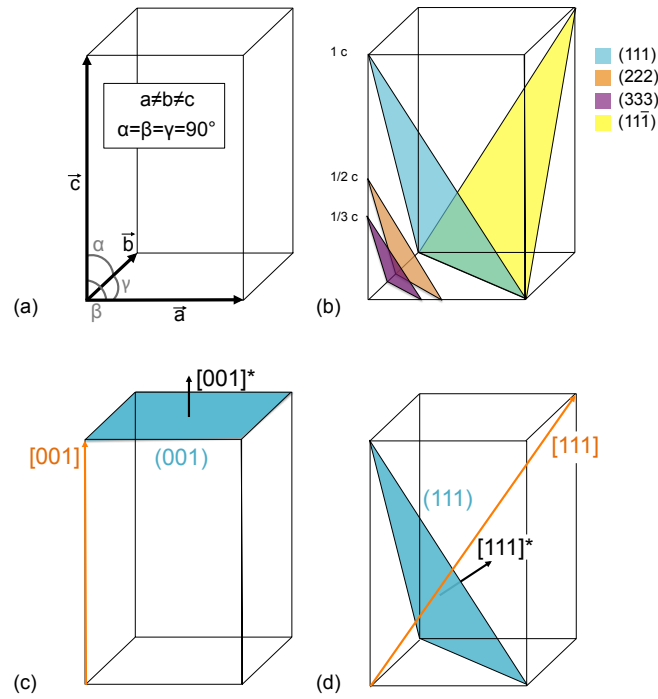 a≠b≠c
α=β=γ=90°
c⃗
b⃗
α
γ
β
a⃗
(a)
1 c
1/2 c
1/3 c
(111)
(222)
(333)
(111̄)
(b)
[001]*
[001]
(001)
(c)
[111]
(111)
[111]*
(d)